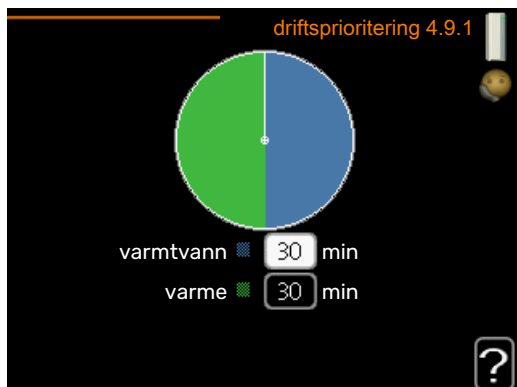 driftsprioritering 4.9.1
varmtvann 30 min
varme 30 min
?